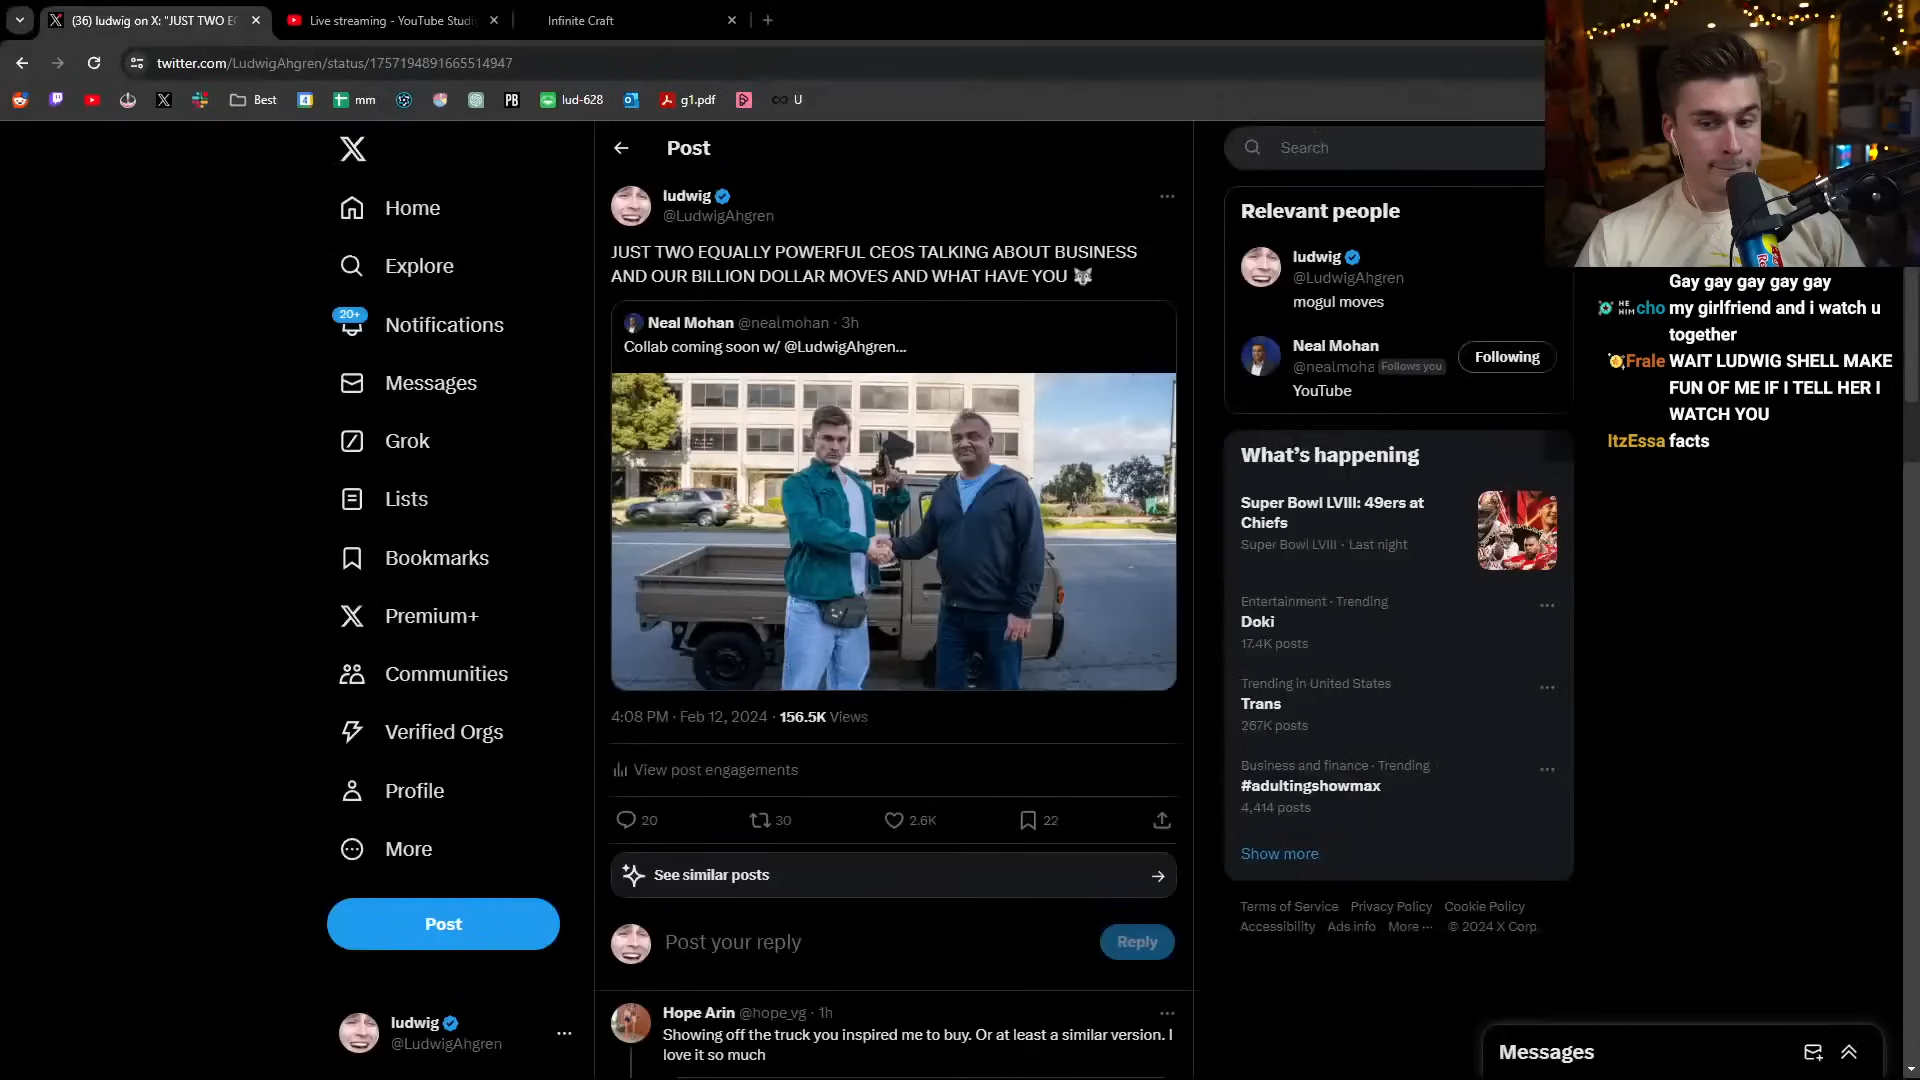 (36) ludwig on X: "JUST TWO E
Live streaming - YouTube Studi
Infinite Craft
twitter.com/LudwigAhgren/status/1757194891665514947
Best
4
mm
PB
lud-628
g1.pdf
U
Home
Explore
20+
Notifications
Messages
Grok
Lists
Bookmarks
Premium+
Communities
Verified Orgs
Profile
More
Post
ludwig
@LudwigAhgren
Post
ludwig
@LudwigAhgren
JUST TWO EQUALLY POWERFUL CEOS TALKING ABOUT BUSINESS
AND OUR BILLION DOLLAR MOVES AND WHAT HAVE YOU 🐺
Neal Mohan @nealmohan · 3h
Collab coming soon w/ @LudwigAhgren...
4:08 PM · Feb 12, 2024 · 156.5K Views
View post engagements
20
30
2.6K
22
See similar posts
Post your reply
Reply
Hope Arin @hope_vg · 1h
Showing off the truck you inspired me to buy. Or at least a similar version. I
love it so much
Search
Relevant people
ludwig
@LudwigAhgren
mogul moves
Neal Mohan
@nealmoha Follows you
Following
YouTube
What's happening
Super Bowl LVIII: 49ers at
Chiefs
Super Bowl LVIII · Last night
Entertainment · Trending
Doki
17.4K posts
Trending in United States
Trans
267K posts
Business and finance · Trending
#adultingshowmax
4,414 posts
Show more
Terms of Service Privacy Policy Cookie Policy
Accessibility Ads info More ··· © 2024 X Corp
Messages
Gay gay gay gay gay
HE HIM cho my girlfriend and i watch u
together
Frale WAIT LUDWIG SHELL MAKE
FUN OF ME IF I TELL HER I
WATCH YOU
ItzEssa facts